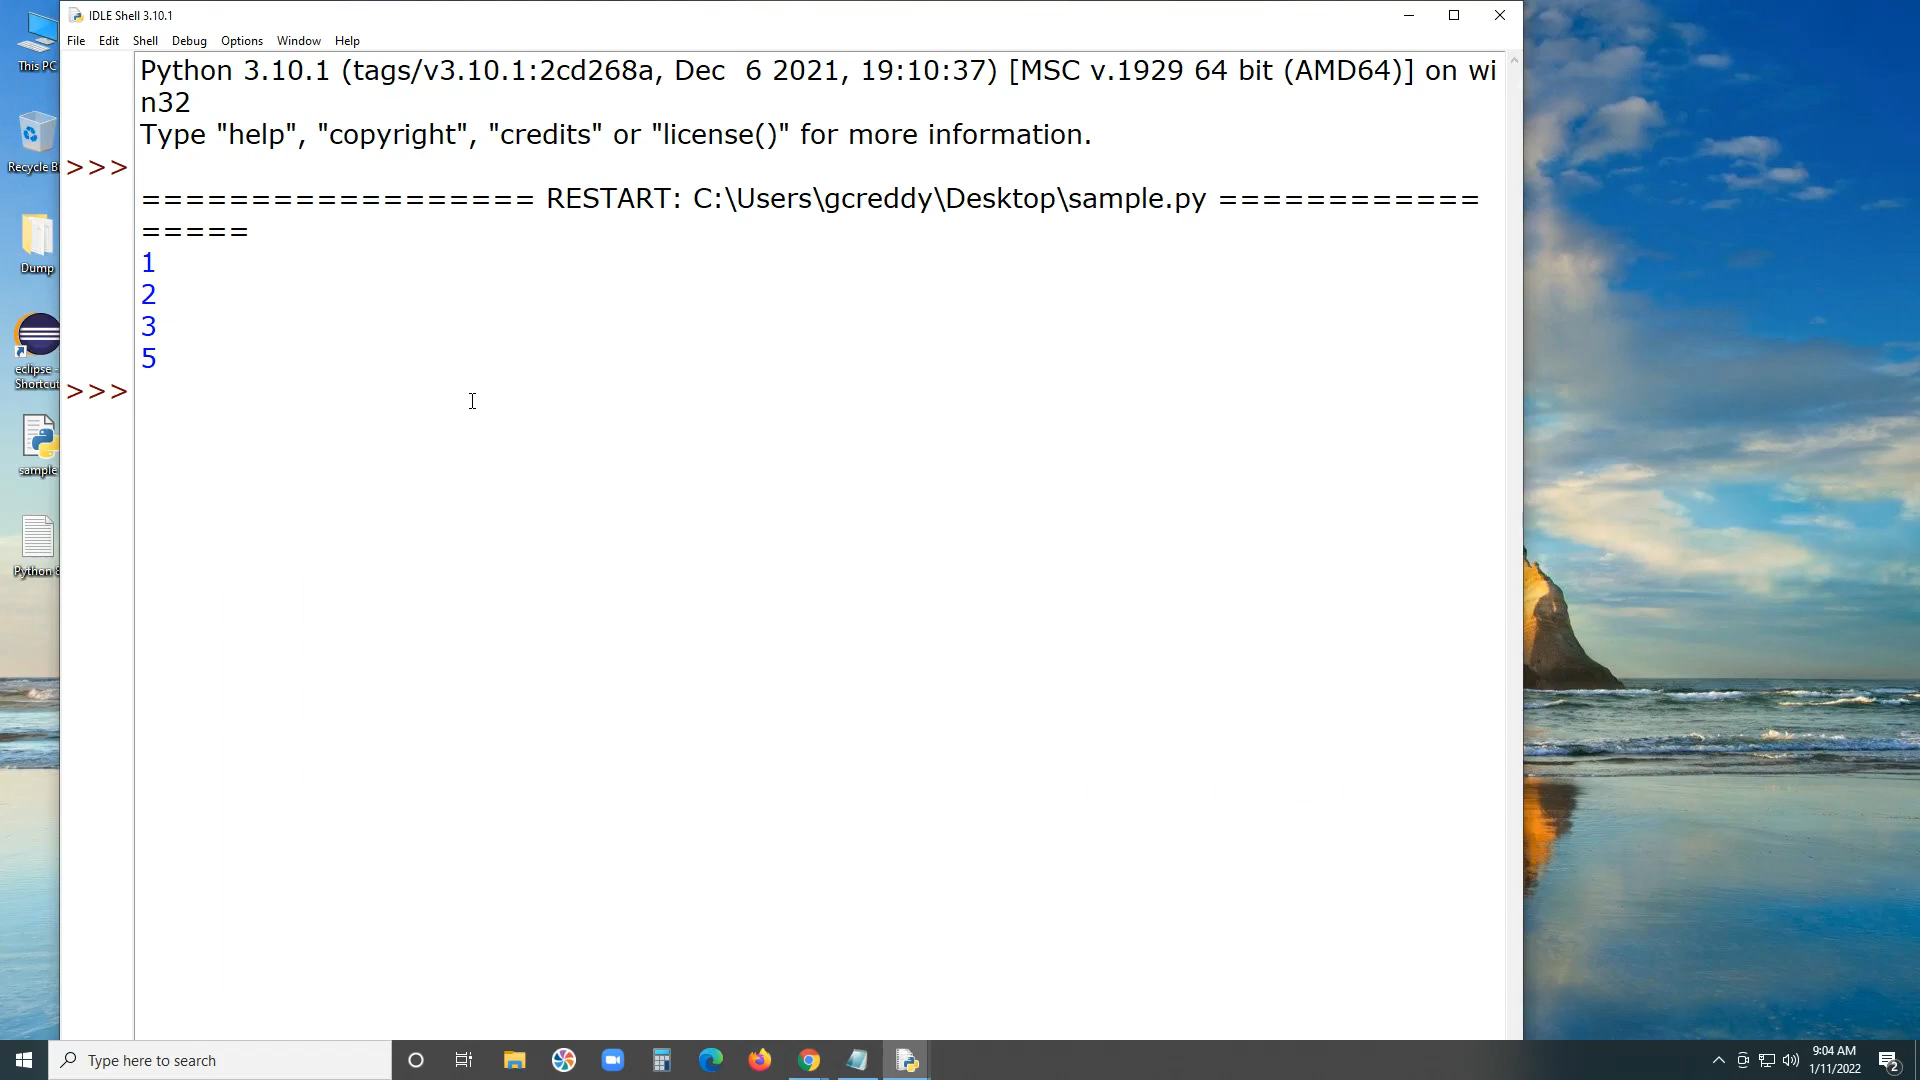 IDLE Shell 3.10.1
File Edit Shell Debug Options Window Help
Python 3.10.1 (tags/v3.10.1:2cd268a, Dec  6 2021, 19:10:37) [MSC v.1929 64 bit (AMD64)] on wi
n32
Type "help", "copyright", "credits" or "license()" for more information.
>>>
================== RESTART: C:\Users\gcreddy\Desktop\sample.py ============
=====
1
2
3
5
>>>
This PC
Recycle B
Dump
eclipse -
Shortcut
sample
Python
Type here to search
9:04 AM
1/11/2022
2